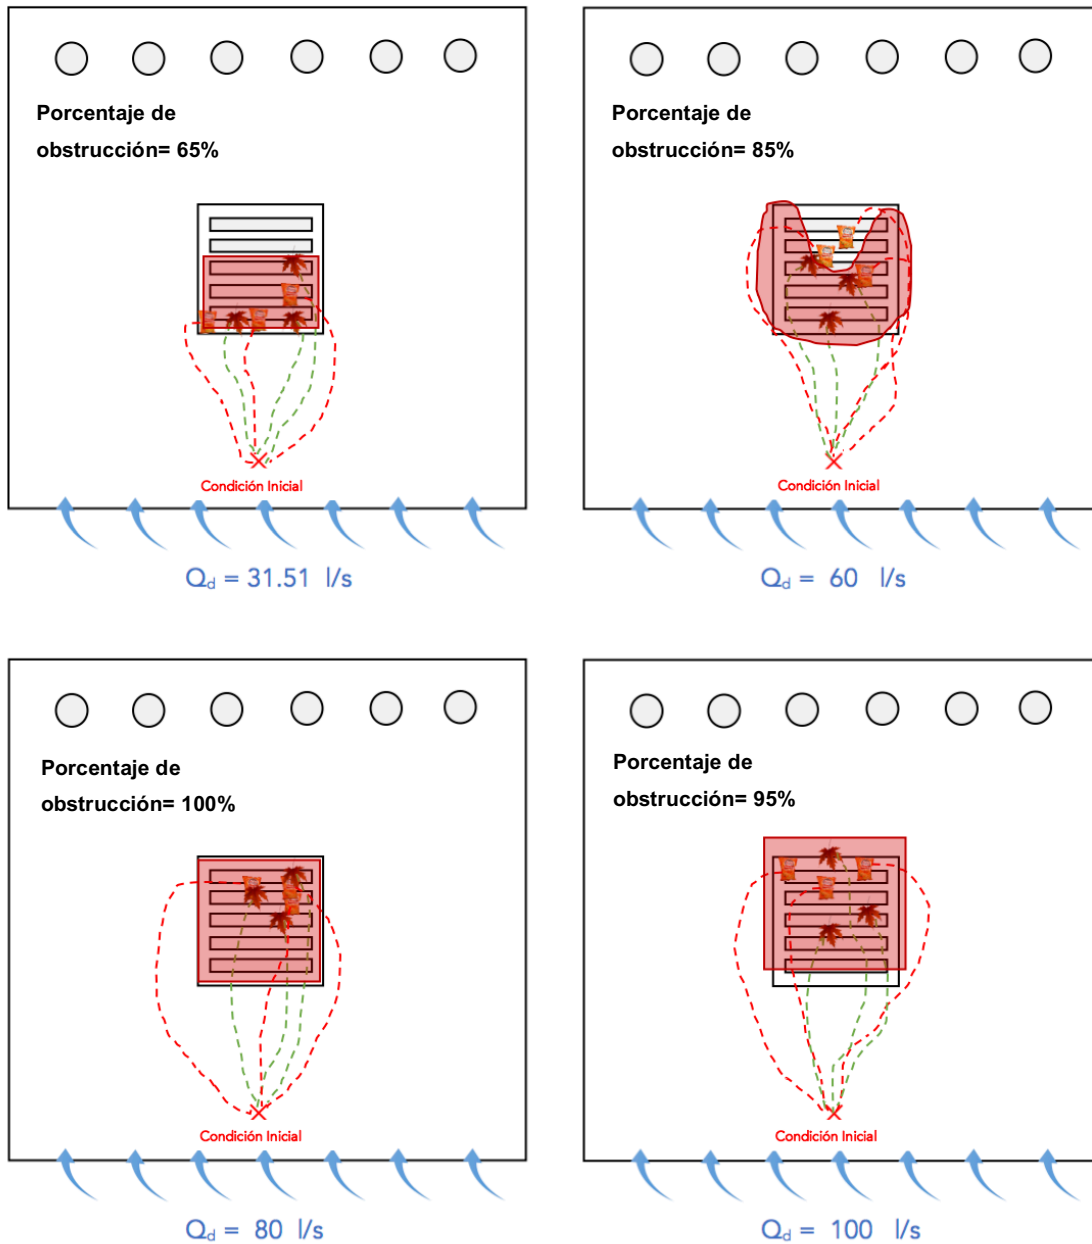 Porcentaje de
obstrucción= 65%
Condición Inicial
Qd = 31.51 l/s
Porcentaje de
obstrucción= 85%
Condición Inicial
Qd = 60 l/s
Porcentaje de
obstrucción= 100%
Condición Inicial
Qd = 80 l/s
Porcentaje de
obstrucción= 95%
Condición Inicial
Qd = 100 l/s